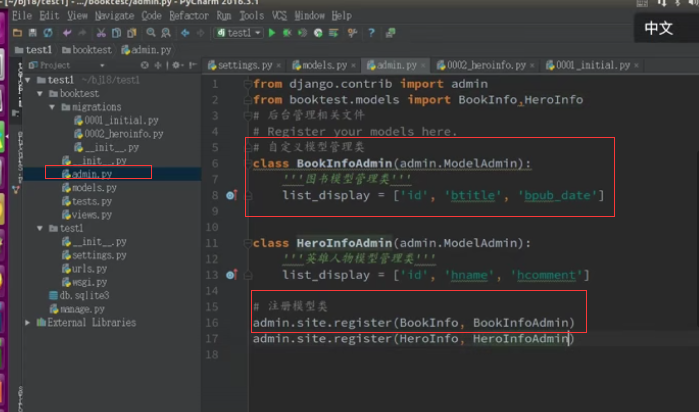 bj18/test1] - .../booktest/admin.py - PyCharm 2016.3.1
File Edit View Navigate Code Refactor Run Tools VCS Window Help
中文
test1
test1 booktest admin.py
Project
settings.py models.py admin.py 0002_heroinfo.py 0001_initial.py
test1 ~/bj18/test1
booktest
migrations
0001_initial.py
0002_heroinfo.py
__init__.py
__init__.py
admin.py
models.py
tests.py
views.py
test1
__init__.py
settings.py
urls.py
wsgi.py
db.sqlite3
manage.py
External Libraries
1 from django.contrib import admin
2 from booktest.models import BookInfo,HeroInfo
3 # 后台管理相关文件
4 # Register your models here.
5 # 自定义模型管理类
6 class BookInfoAdmin(admin.ModelAdmin):
7 '''图书模型管理类'''
8 list_display = ['id', 'btitle', 'bpub_date']
9
10
11 class HeroInfoAdmin(admin.ModelAdmin):
12 '''英雄人物模型管理类'''
13 list_display = ['id', 'hname', 'hcomment']
14
15 # 注册模型类
16 admin.site.register(BookInfo, BookInfoAdmin)
17 admin.site.register(HeroInfo, HeroInfoAdmin)
18